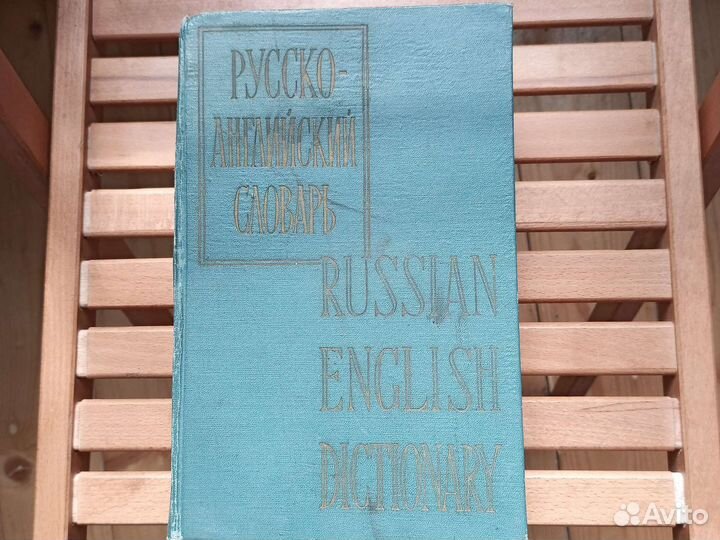 РУССКО-
АНГЛИЙСКИЙ
СЛОВАРЬ
RUSSIAN
ENGLISH
DICTIONARY
Avito